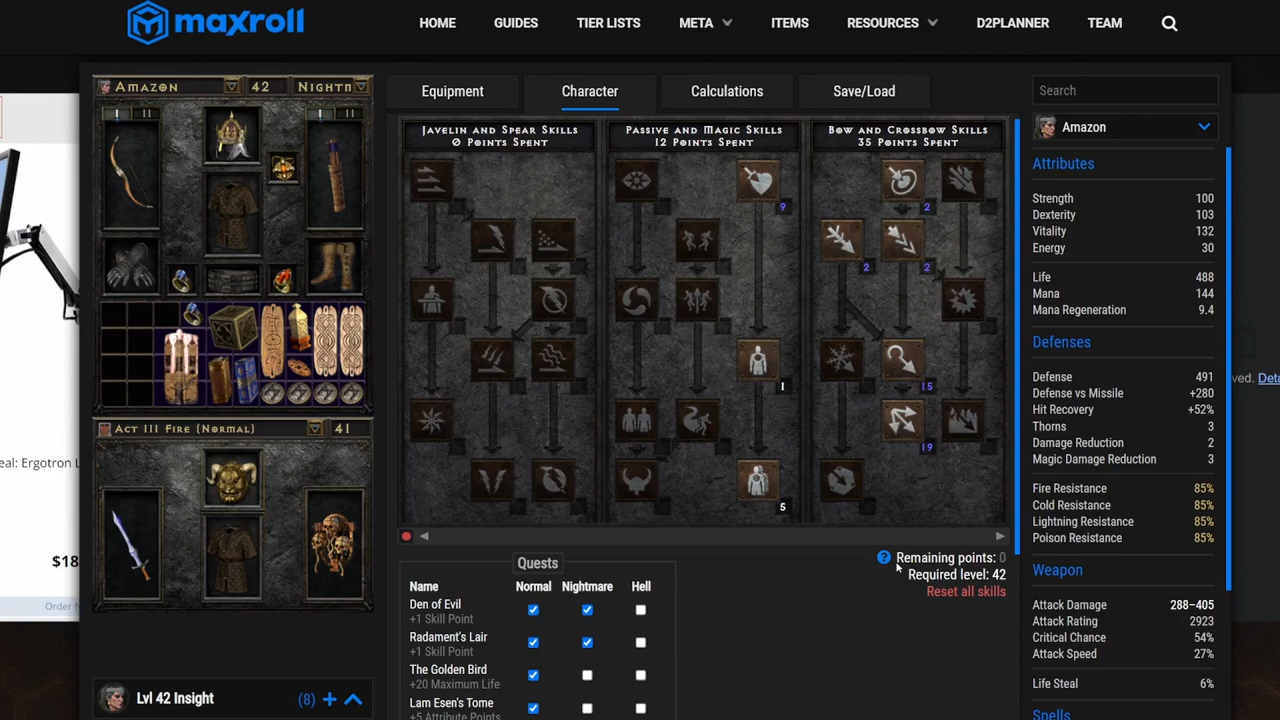 maxroll
HOME
GUIDES
TIER LISTS
META
ITEMS
RESOURCES
D2PLANNER
TEAM
Amazon
42
Nightm
I
II
I
II
Act III Fire (Normal)
41
Lvl 42 Insight
(8)
Equipment
Character
Calculations
Save/Load
Javelin and Spear Skills
0 Points Spent
Passive and Magic Skills
12 Points Spent
Bow and Crossbow Skills
35 Points Spent
9
2
2
2
1
15
19
5
Remaining points: 0
Required level: 42
Reset all skills
Quests
Name Normal Nightmare Hell
Den of Evil
+1 Skill Point
Radament's Lair
+1 Skill Point
The Golden Bird
+20 Maximum Life
Lam Esen's Tome
+5 Attribute Points
Search
Amazon
Attributes
Strength 100
Dexterity 103
Vitality 132
Energy 30
Life 488
Mana 144
Mana Regeneration 9.4
Defenses
Defense 491
Defense vs Missile +280
Hit Recovery +52%
Thorns 3
Damage Reduction 2
Magic Damage Reduction 3
Fire Resistance 85%
Cold Resistance 85%
Lightning Resistance 85%
Poison Resistance 85%
Weapon
Attack Damage 288–405
Attack Rating 2923
Critical Chance 54%
Attack Speed 27%
Life Steal 6%
Spells
eal: Ergotron L
$18
Order N
ved. Deta